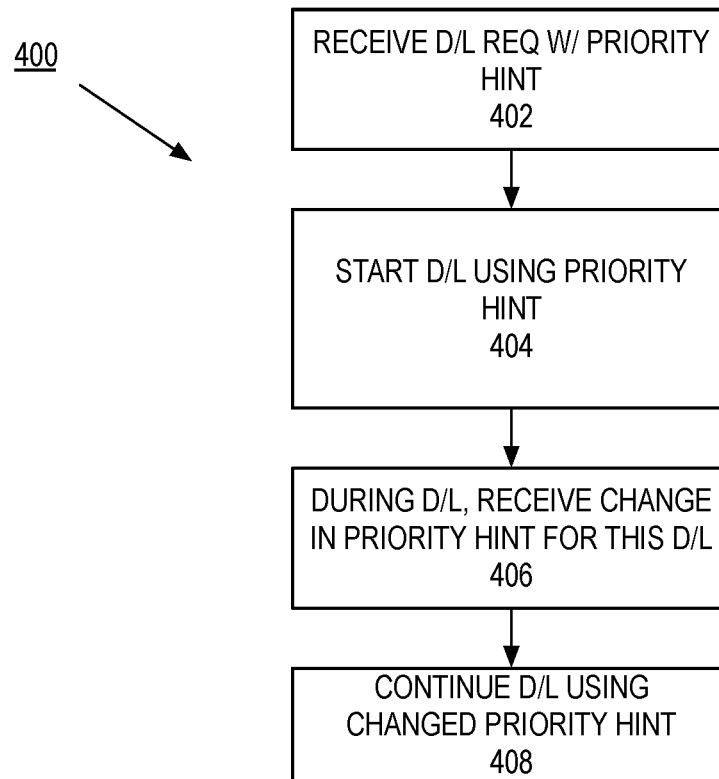 400
RECEIVE D/L REQ W/ PRIORITY
HINT
402
START D/L USING PRIORITY
HINT
404
DURING D/L, RECEIVE CHANGE
IN PRIORITY HINT FOR THIS D/L
406
CONTINUE D/L USING
CHANGED PRIORITY HINT
408